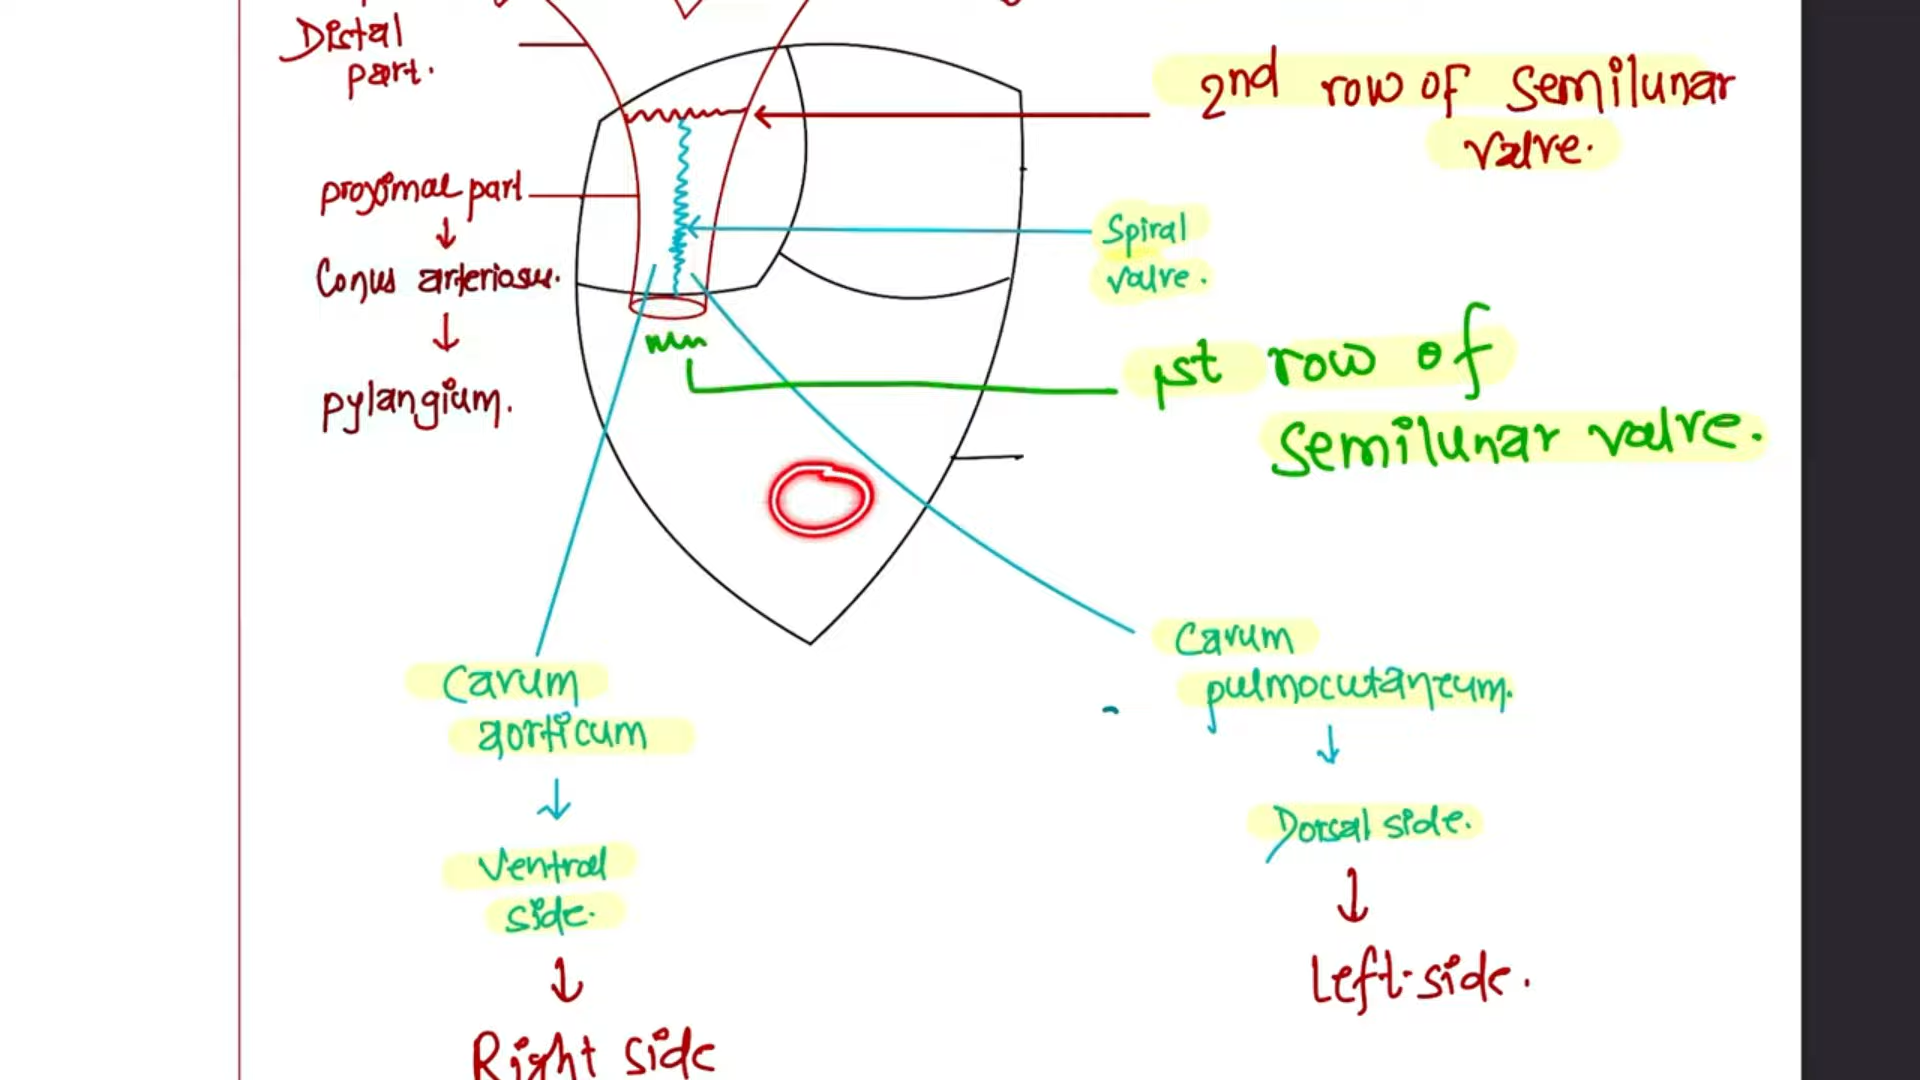 Distal
part.
2nd row of semilunar
valve.
proximal part
Spiral
valve.
Conus arteriosus.
1st row of
semilunar valve.
pylangium.
Cavum
pulmocutaneum.
Cavum
aorticum
Dorsal side.
Ventral
side.
Left side.
Right side